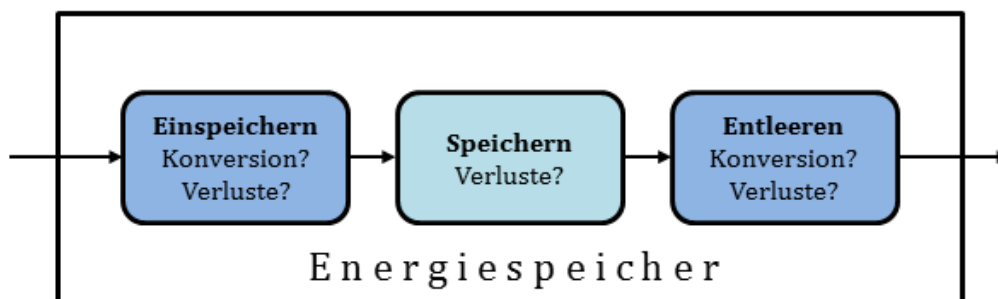 Einspeichern
Konversion?
Verluste?
Speichern
Verluste?
Entleeren
Konversion?
Verluste?
Energiespeicher